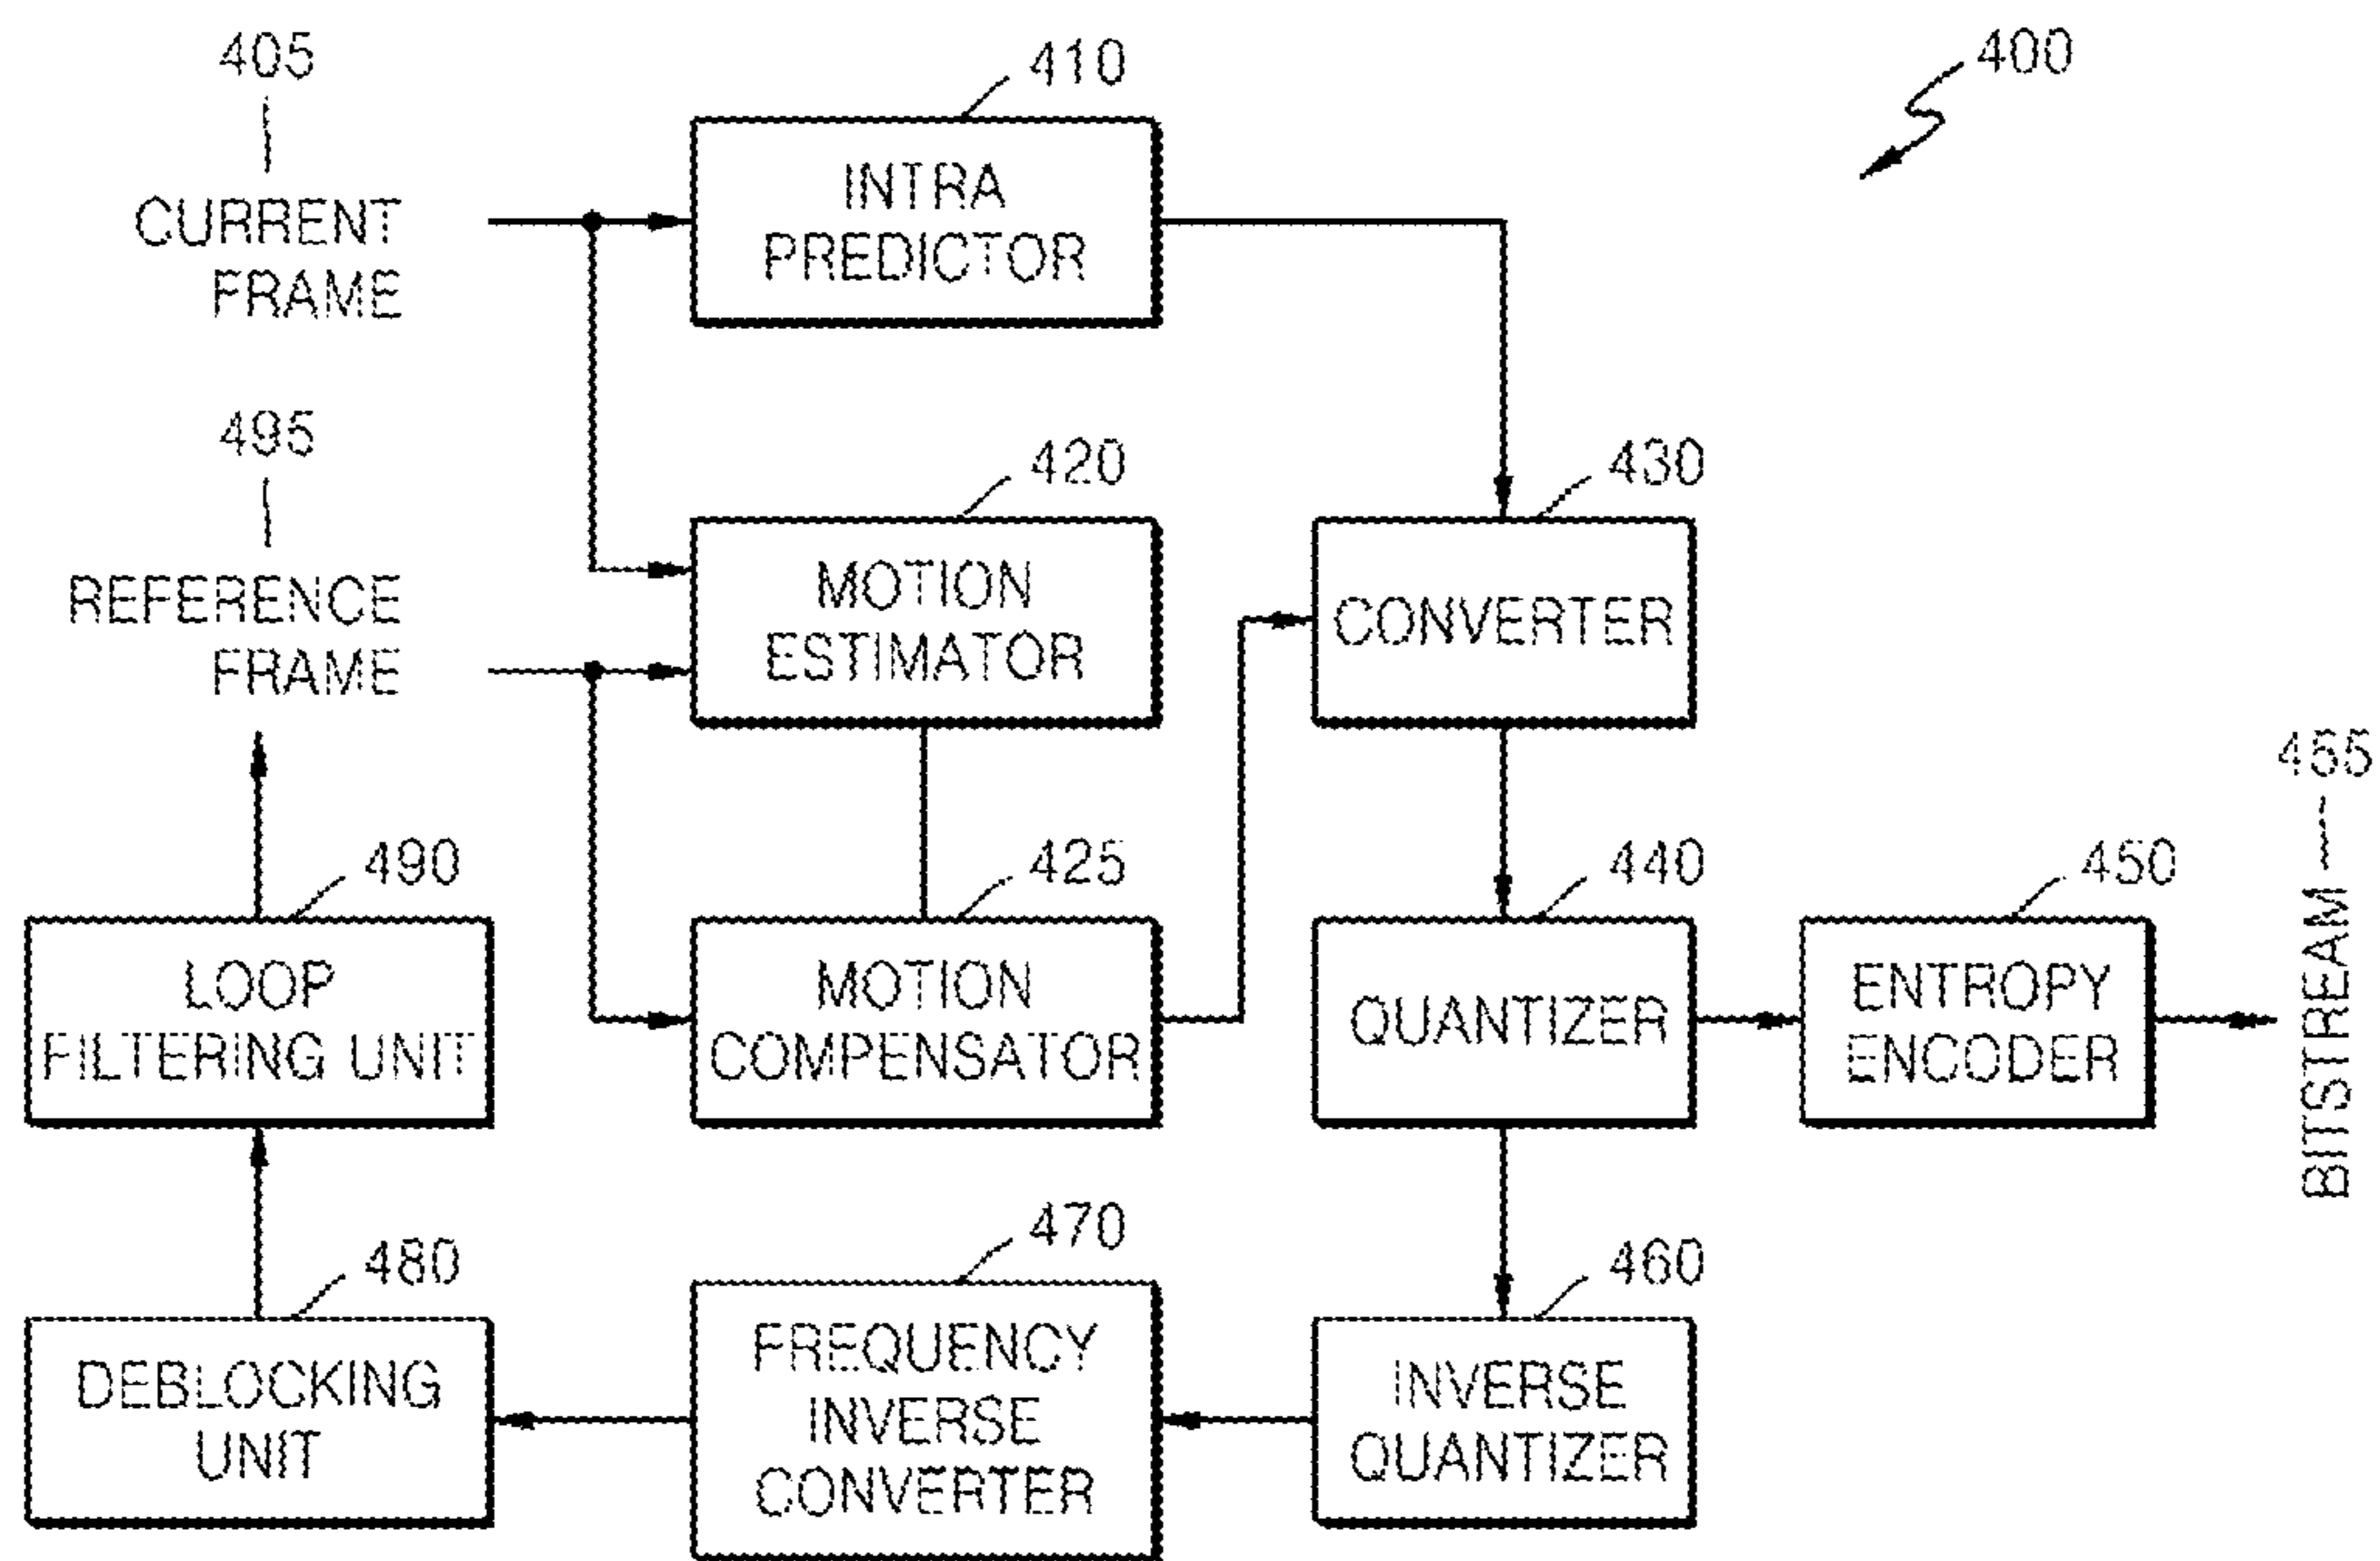 405
410
400
CURRENT
FRAME
INTRA
PREDICTOR
495
420
430
REFERENCE
FRAME
MOTION
ESTIMATOR
CONVERTER
455
490
425
440
450
LOOP
FILTERING UNIT
MOTION
COMPENSATOR
QUANTIZER
ENTROPY
ENCODER
BITSTREAM
480
470
460
DEBLOCKING
UNIT
FREQUENCY
INVERSE
CONVERTER
INVERSE
QUANTIZER